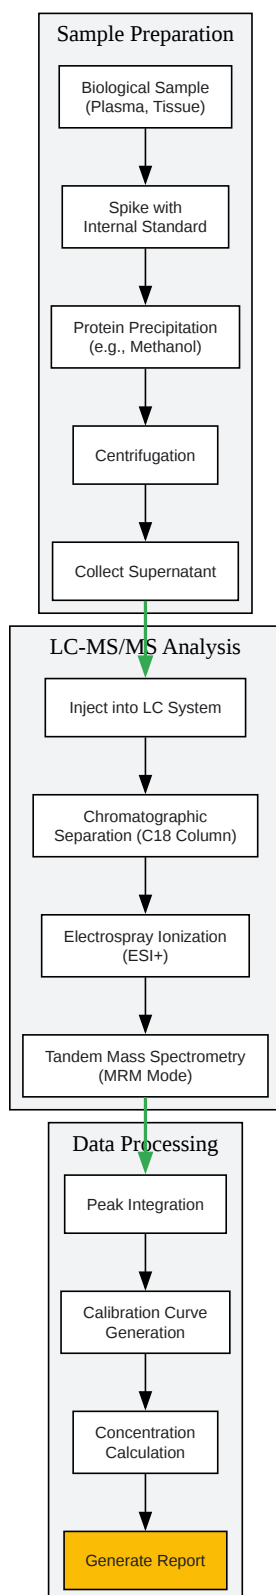 Sample Preparation
Biological Sample
(Plasma, Tissue)
Spike with
Internal Standard
Protein Precipitation
(e.g., Methanol)
Centrifugation
Collect Supernatant
LC-MS/MS Analysis
Inject into LC System
Chromatographic
Separation (C18 Column)
Electrospray Ionization
(ESI+)
Tandem Mass Spectrometry
(MRM Mode)
Data Processing
Peak Integration
Calibration Curve
Generation
Concentration
Calculation
Generate Report